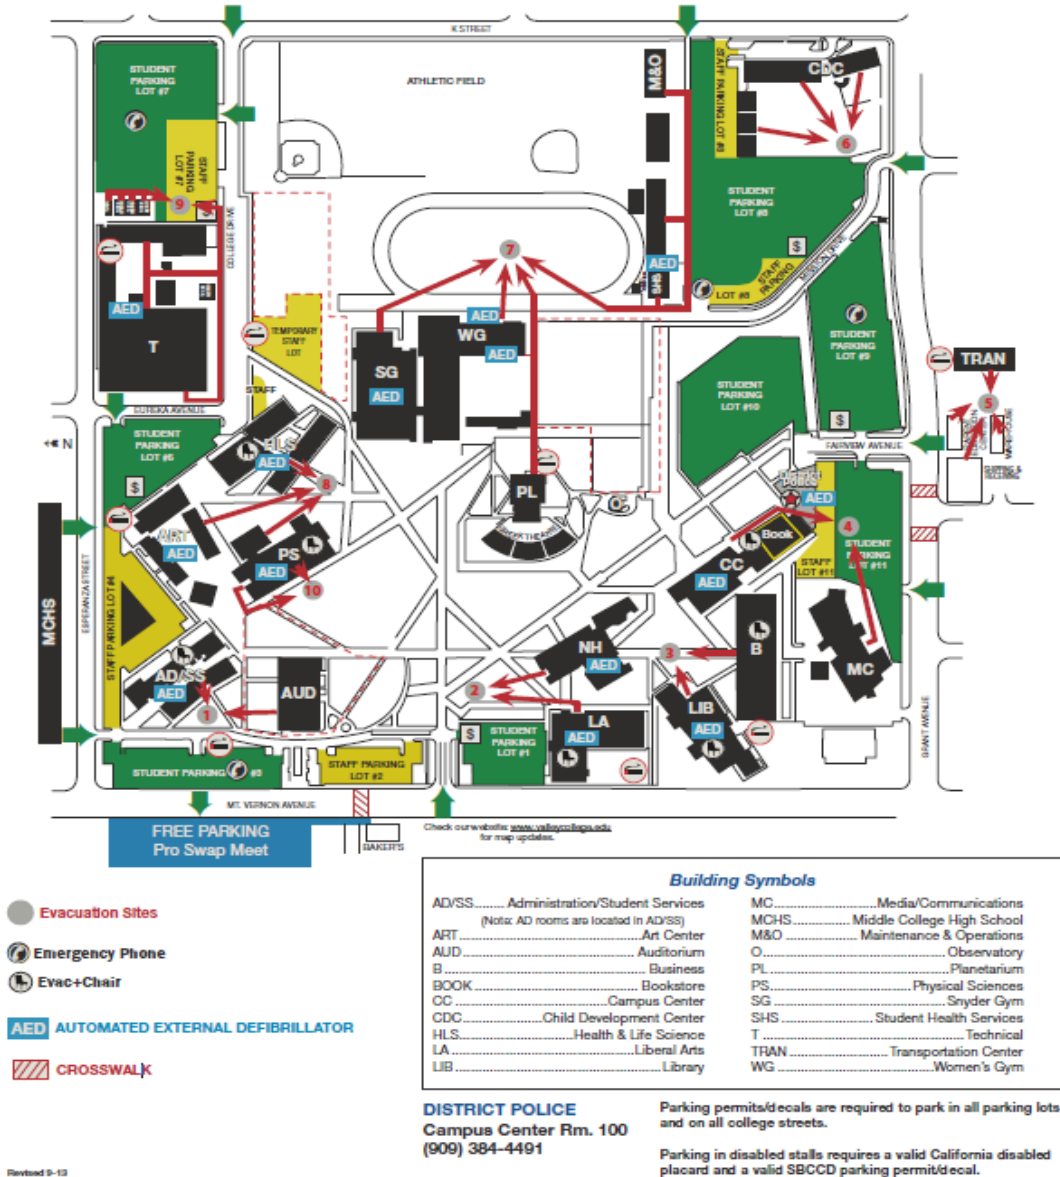 K STREET
STUDENT
PARKING
LOT #7
ATHLETIC FIELD
M&O
STAFF PARKING LOT #8
CDC
6
STAFF
PARKING
LOT #7
9
$
COLLEGE DRIVE
STUDENT
PARKING
LOT #8
$
7
AED
SHS
STAFF
PARKING
LOT #8
MISSION DRIVE
AED
T
TEMPORARY
STAFF
LOT
AED
WG
AED
SG
AED
STUDENT
PARKING
LOT #9
TRAN
5
STAFF
EUREKA AVENUE
STUDENT
PARKING
LOT #10
$
N
STUDENT
PARKING
LOT #6
$
HLS
AED
8
FAIRVIEW AVENUE
PL
District
Police
AED
4
ART
AED
PS
AED
10
Book
CC
AED
STAFF
LOT #11
STUDENT
PARKING
LOT #11
MCHS
ESPERANZA STREET
STAFF PARKING LOT #4
AD/SS
AED
1
AUD
NH
AED
2
3
B
MC
LIB
AED
LA
AED
$
STUDENT
PARKING
LOT #1
GRANT AVENUE
STUDENT PARKING #3
STAFF PARKING
LOT #2
MT. VERNON AVENUE
FREE PARKING
Pro Swap Meet
BAKER'S
Check our website: www.valleycollege.edu
for map updates.
Evacuation Sites
Emergency Phone
Evac+Chair
AED AUTOMATED EXTERNAL DEFIBRILLATOR
CROSSWALK
Building Symbols
AD/SS........ Administration/Student Services
(Note: AD rooms are located in AD/SS)
ART............................................Art Center
AUD...........................................Auditorium
B..................................................Business
BOOK.........................................Bookstore
CC......................................Campus Center
CDC....................Child Development Center
HLS.........................Health & Life Science
LA...........................................Liberal Arts
LIB..................................................Library
MC..........................Media/Communications
MCHS...............Middle College High School
M&O.................Maintenance & Operations
O..............................................Observatory
PL.............................................Planetarium
PS.....................................Physical Sciences
SG..........................................Snyder Gym
SHS.....................Student Health Services
T................................................Technical
TRAN.....................Transportation Center
WG......................................Women's Gym
DISTRICT POLICE
Campus Center Rm. 100
(909) 384-4491
Parking permits/decals are required to park in all parking lots
and on all college streets.
Parking in disabled stalls requires a valid California disabled
placard and a valid SBCCD parking permit/decal.
Revised 9-13